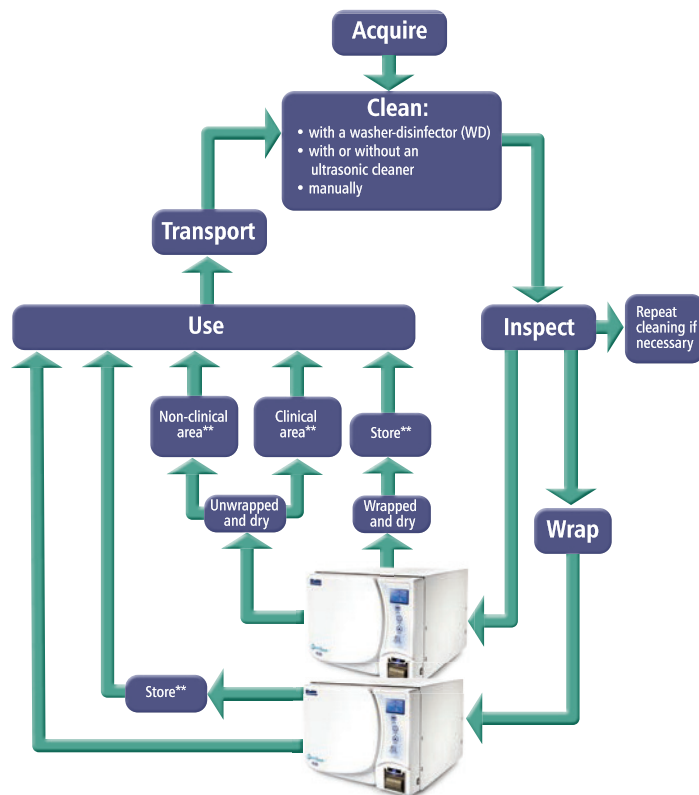 Acquire
Clean:
• with a washer-disinfector (WD)
• with or without an
ultrasonic cleaner
• manually
Transport
Use
Inspect
Repeat
cleaning if
necessary
Non-clinical
area**
Clinical
area**
Store**
Unwrapped
and dry
Wrapped
and dry
Wrap
Store**